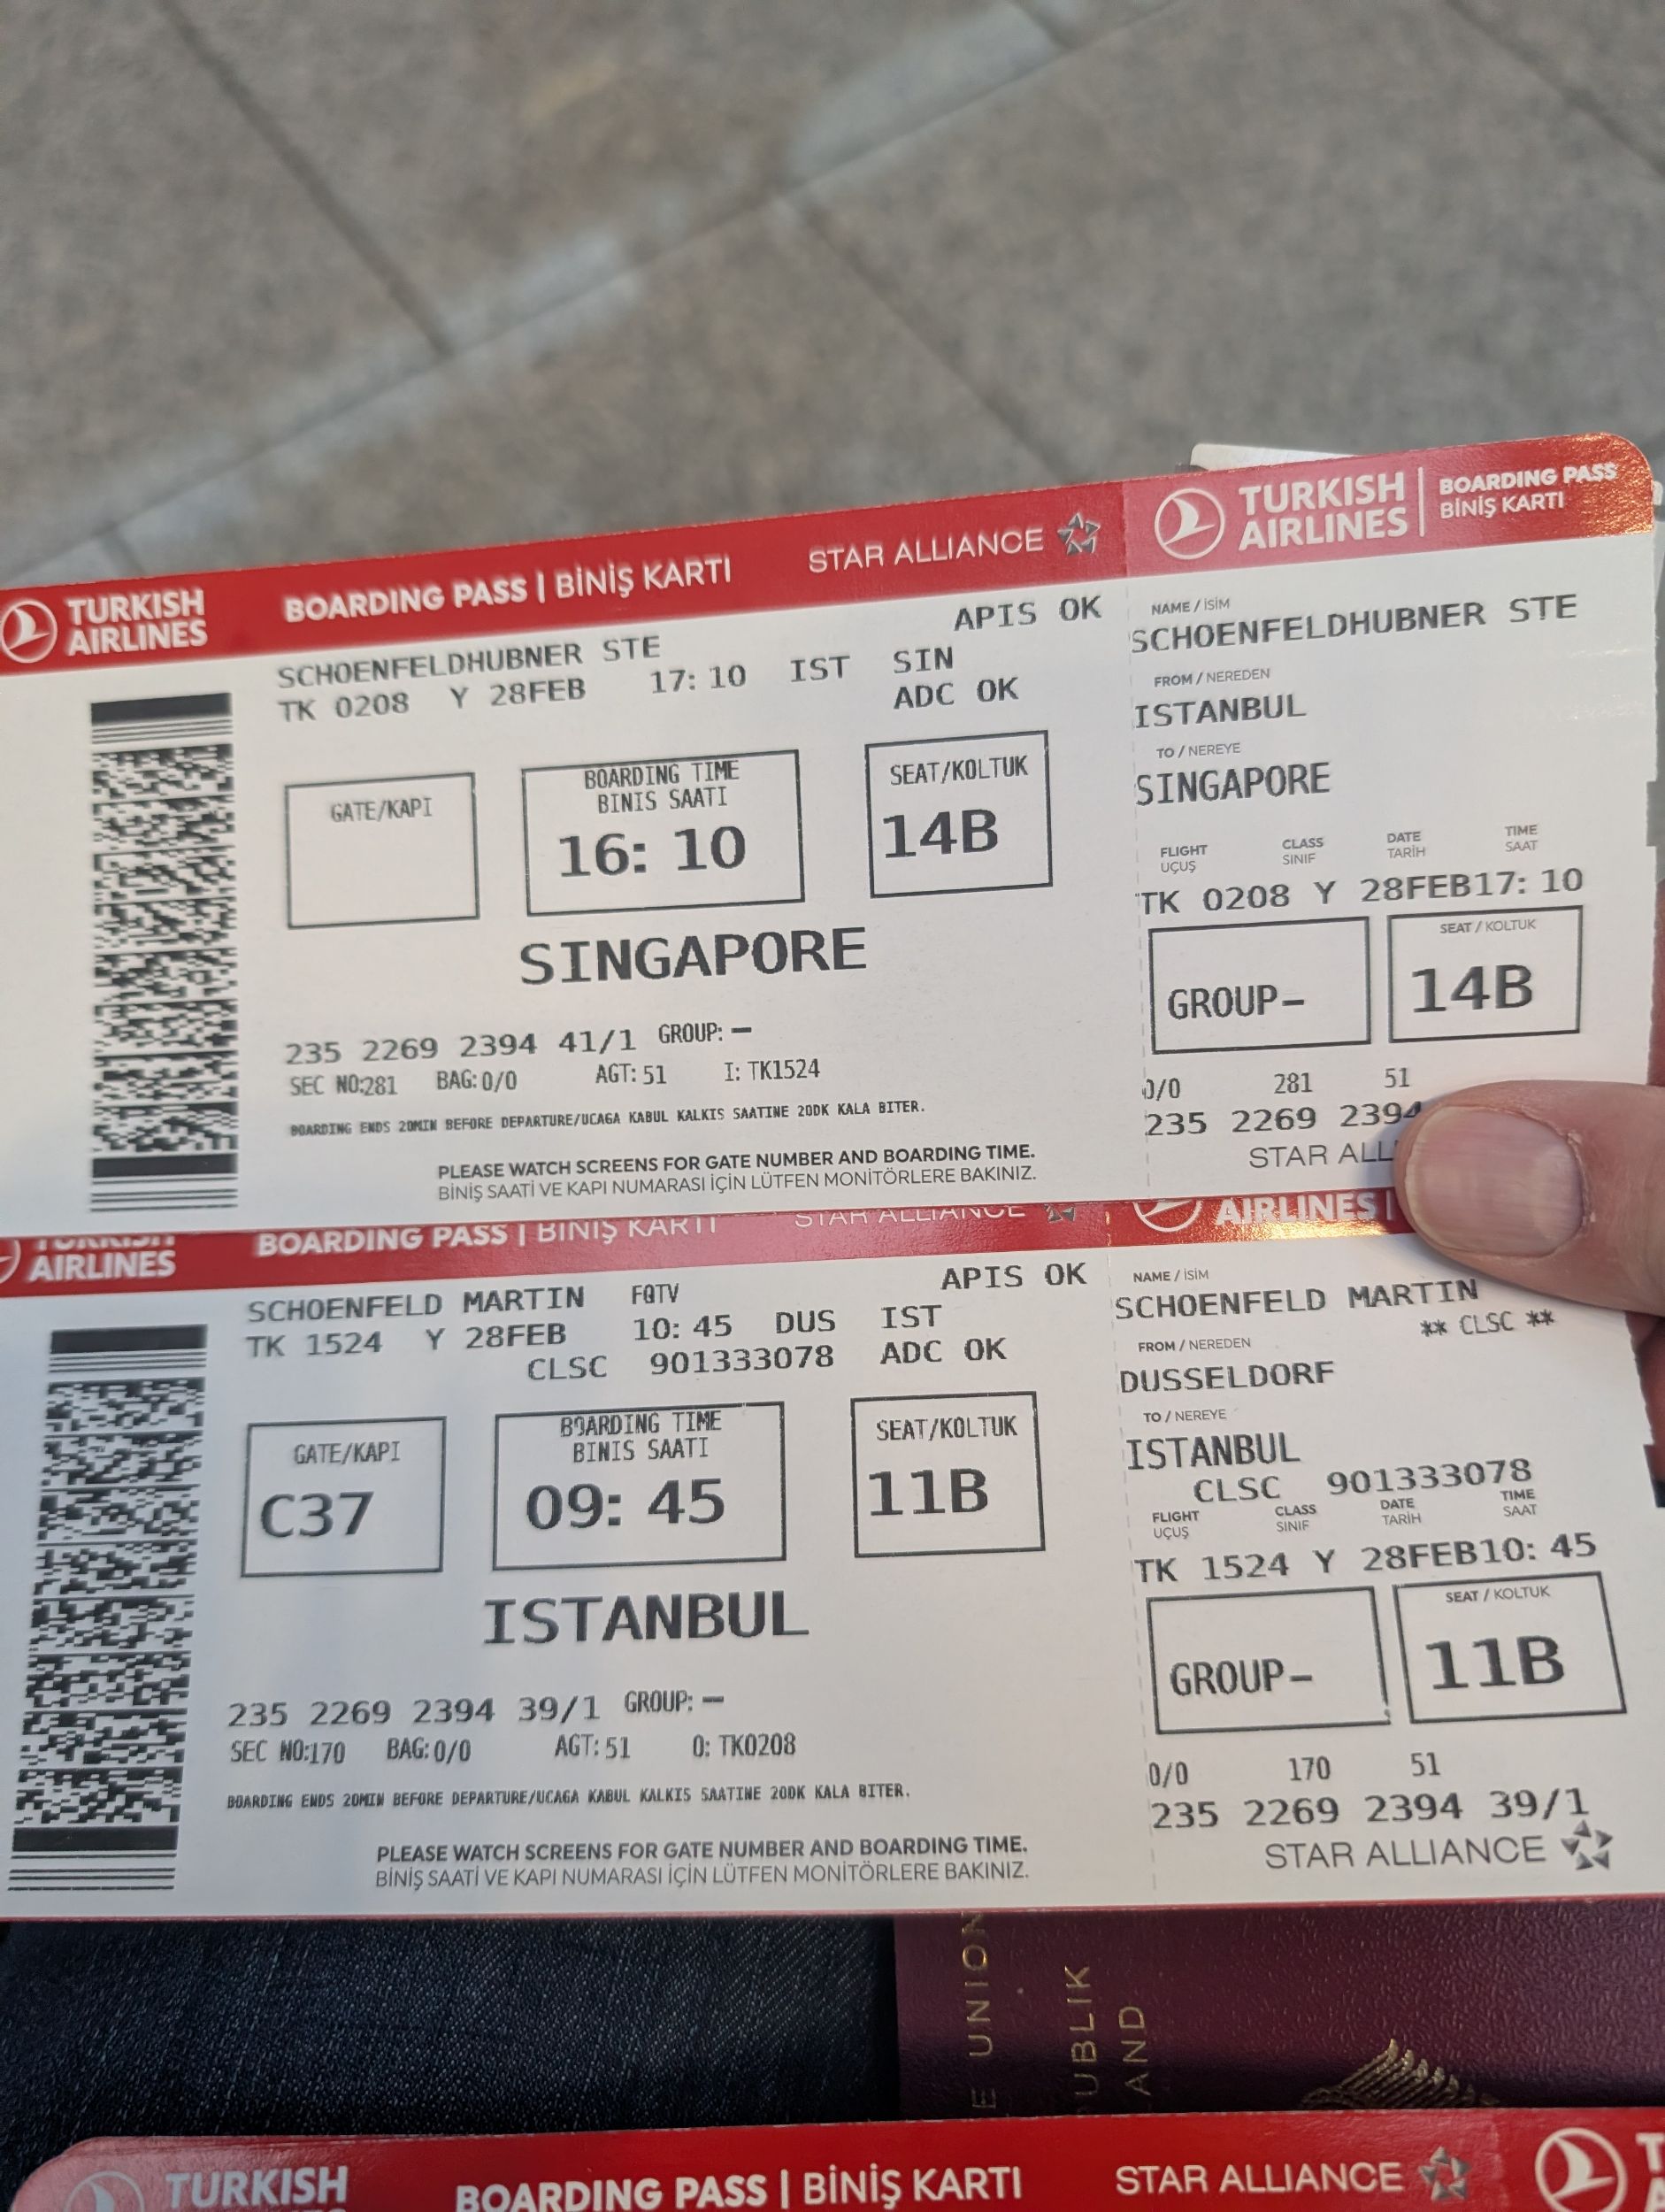 TURKISH
AIRLINES
BOARDING PASS | BİNİŞ KARTI
STAR ALLIANCE
SCHOENFELDHUBNER STE
APIS OK
TK 0208 Y 28FEB 17: 10 IST SIN
ADC OK
GATE/KAPI
BOARDING TIME
BINIS SAATI
16: 10
SEAT/KOLTUK
14B
SINGAPORE
235 2269 2394 41/1 GROUP: –
SEC NO:281 BAG:0/0 AGT:51 I: TK1524
BOARDING ENDS 20MIN BEFORE DEPARTURE/UCAGA KABUL KALKIS SAATINE 20DK KALA BITER.
PLEASE WATCH SCREENS FOR GATE NUMBER AND BOARDING TIME.
BİNİŞ SAATİ VE KAPI NUMARASI İÇİN LÜTFEN MONİTÖRLERE BAKINIZ.
TURKISH
AIRLINES
BOARDING PASS
BİNİŞ KARTI
NAME / İSİM
SCHOENFELDHUBNER STE
FROM / NEREDEN
ISTANBUL
TO / NEREYE
SINGAPORE
FLIGHT CLASS DATE TIME
UÇUŞ SINIF TARİH SAAT
TK 0208 Y 28FEB17: 10
GROUP–
SEAT / KOLTUK
14B
0/0 281 51
235 2269 2394
STAR ALL
TURKISH
AIRLINES
BOARDING PASS | BİNİŞ KARTI
STAR ALLIANCE
SCHOENFELD MARTIN FQTV
APIS OK
TK 1524 Y 28FEB 10: 45 DUS IST
CLSC 901333078 ADC OK
GATE/KAPI
C37
BOARDING TIME
BINIS SAATI
09: 45
SEAT/KOLTUK
11B
ISTANBUL
235 2269 2394 39/1 GROUP: –
SEC NO:170 BAG:0/0 AGT:51 O: TK0208
BOARDING ENDS 20MIN BEFORE DEPARTURE/UCAGA KABUL KALKIS SAATINE 20DK KALA BITER.
PLEASE WATCH SCREENS FOR GATE NUMBER AND BOARDING TIME.
BİNİŞ SAATİ VE KAPI NUMARASI İÇİN LÜTFEN MONİTÖRLERE BAKINIZ.
AIRLINES |
NAME / İSİM
SCHOENFELD MARTIN
** CLSC **
FROM / NEREDEN
DUSSELDORF
TO / NEREYE
ISTANBUL
CLSC 901333078
FLIGHT CLASS DATE TIME
UÇUŞ SINIF TARİH SAAT
TK 1524 Y 28FEB10: 45
GROUP–
SEAT / KOLTUK
11B
0/0 170 51
235 2269 2394 39/1
STAR ALLIANCE
E UNION
UBLIK
AND
TURKISH
BOARDING PASS | BİNİŞ KARTI
STAR ALLIANCE